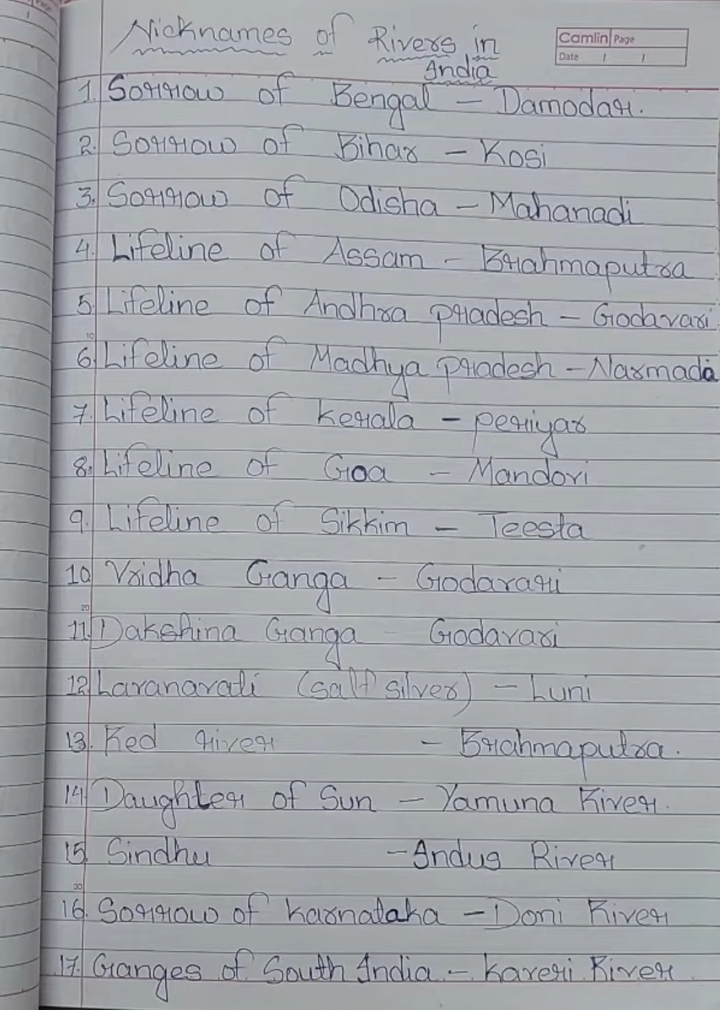 Nicknames of Rivers in
India
Camlin Page
Date / /
1. Sorrow of Bengal – Damodar.
2. Sorrow of Bihar – Kosi
3. Sorrow of Odisha – Mahanadi
4. Lifeline of Assam – Brahmaputra
5. Lifeline of Andhra pradesh – Godavari
6. Lifeline of Madhya pradesh – Narmada
7. Lifeline of kerala – periyar
8. Lifeline of Goa – Mandovi
9. Lifeline of Sikkim – Teesta
10 Vridha Ganga – Godavari
11. Dakshina Ganga – Godavari
12. Lavanavati (salt silver) – Luni
13. Red river – Brahmaputra.
14. Daughter of Sun – Yamuna River.
15 Sindhu – Indus River
16. Sorrow of karnataka – Doni River
17. Ganges of South India – kaveri River